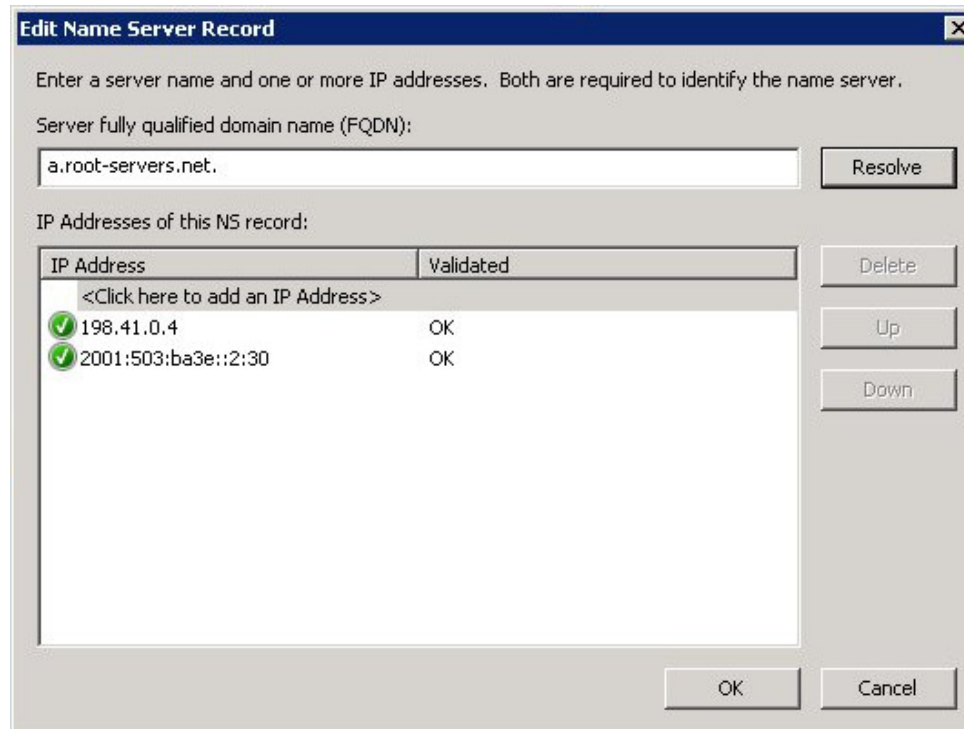 Edit Name Server Record
Enter a server name and one or more IP addresses. Both are required to identify the name server.
Server fully qualified domain name (FQDN):
a.root-servers.net.
Resolve
IP Addresses of this NS record:
IP Address Validated
Delete
<Click here to add an IP Address>
198.41.0.4 OK
Up
2001:503:ba3e::2:30 OK
Down
OK Cancel